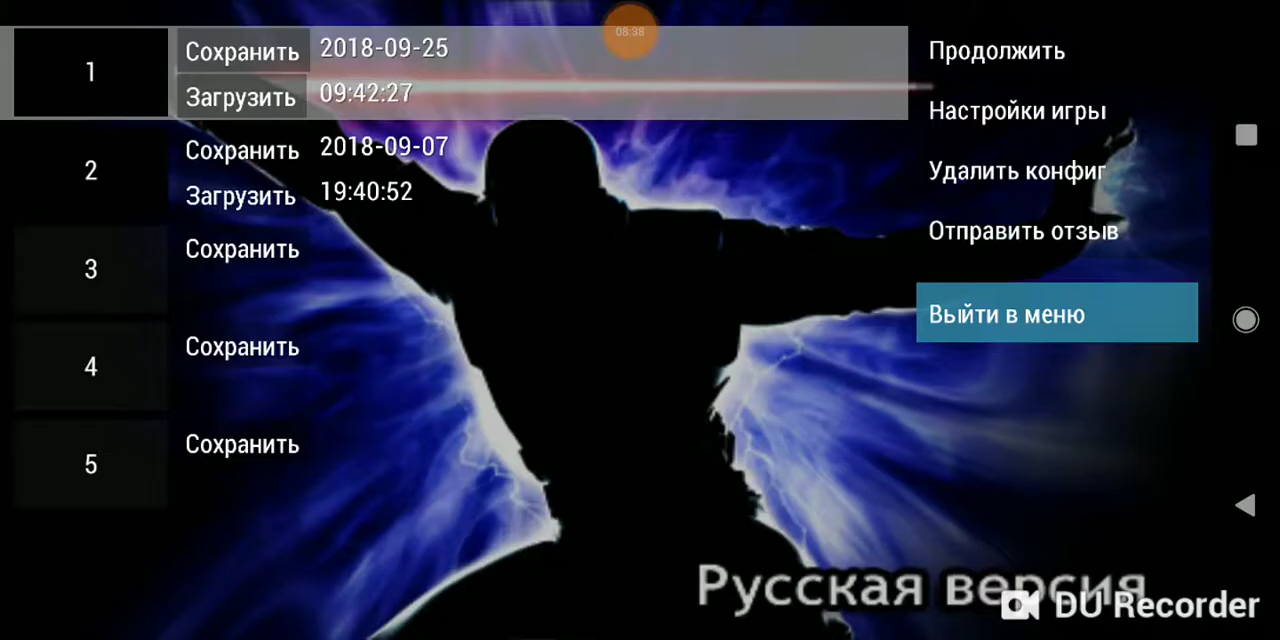 08:38
1
Сохранить 2018-09-25
Загрузить 09:42:27
2
Сохранить 2018-09-07
Загрузить 19:40:52
3
Сохранить
4
Сохранить
5
Сохранить
Продолжить
Настройки игры
Удалить конфиг
Отправить отзыв
Выйти в меню
Русская версия
DU Recorder